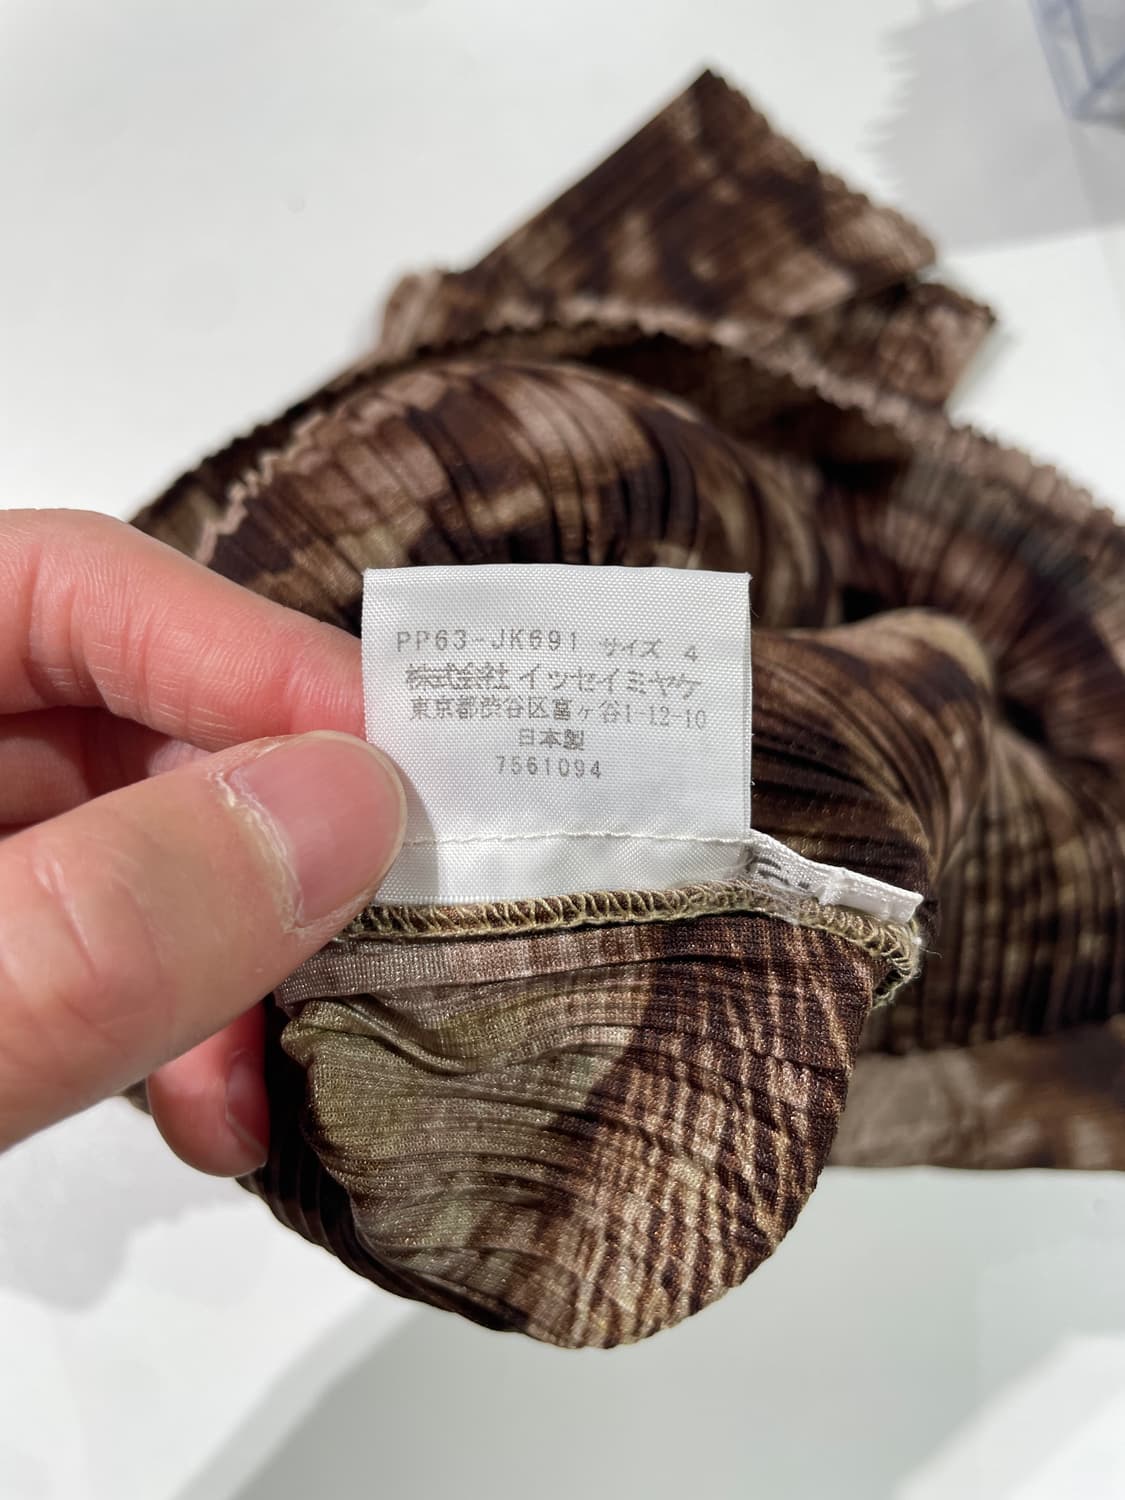 PP63-JK691 サイズ 4
株式会社 イッセイミヤケ
東京都渋谷区富ヶ谷1-12-10
日本製
7561094